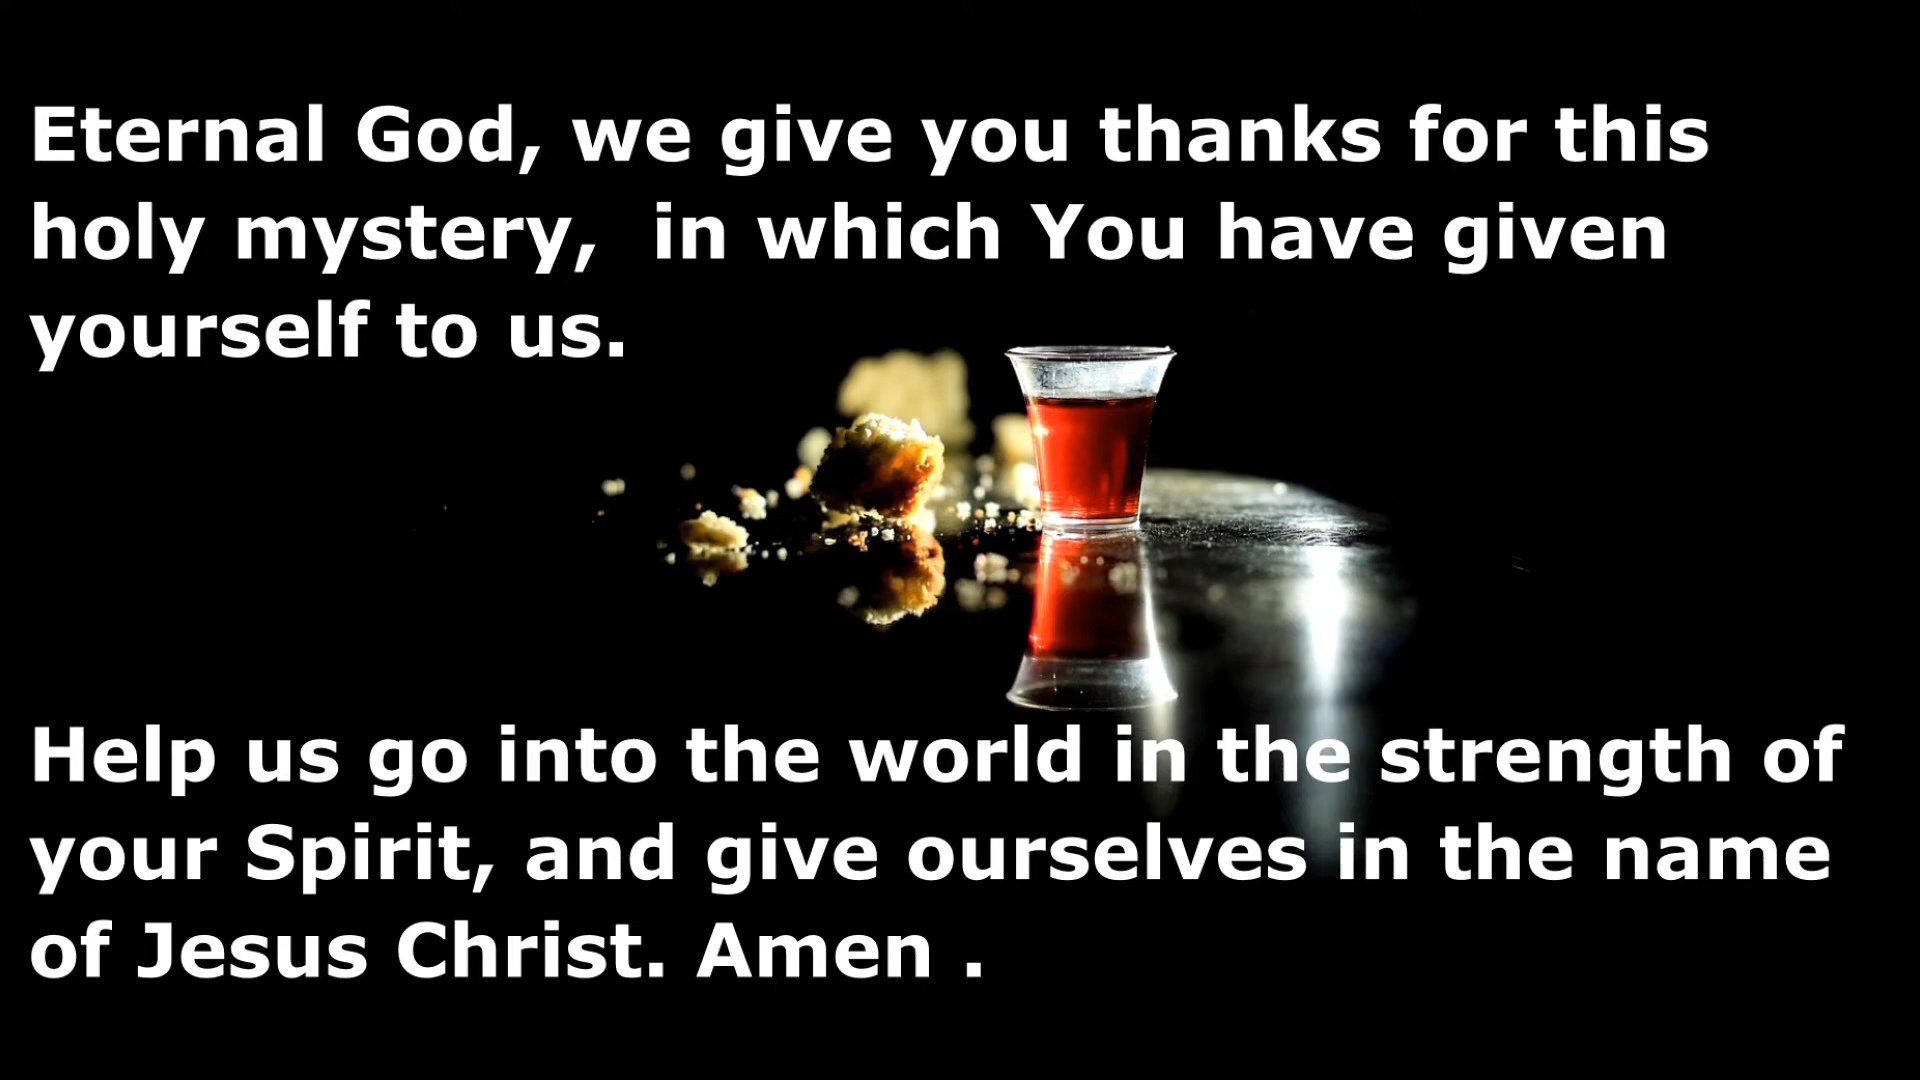 Eternal God, we give you thanks for this
holy mystery,  in which You have given
yourself to us.
Help us go into the world in the strength of
your Spirit, and give ourselves in the name
of Jesus Christ. Amen .